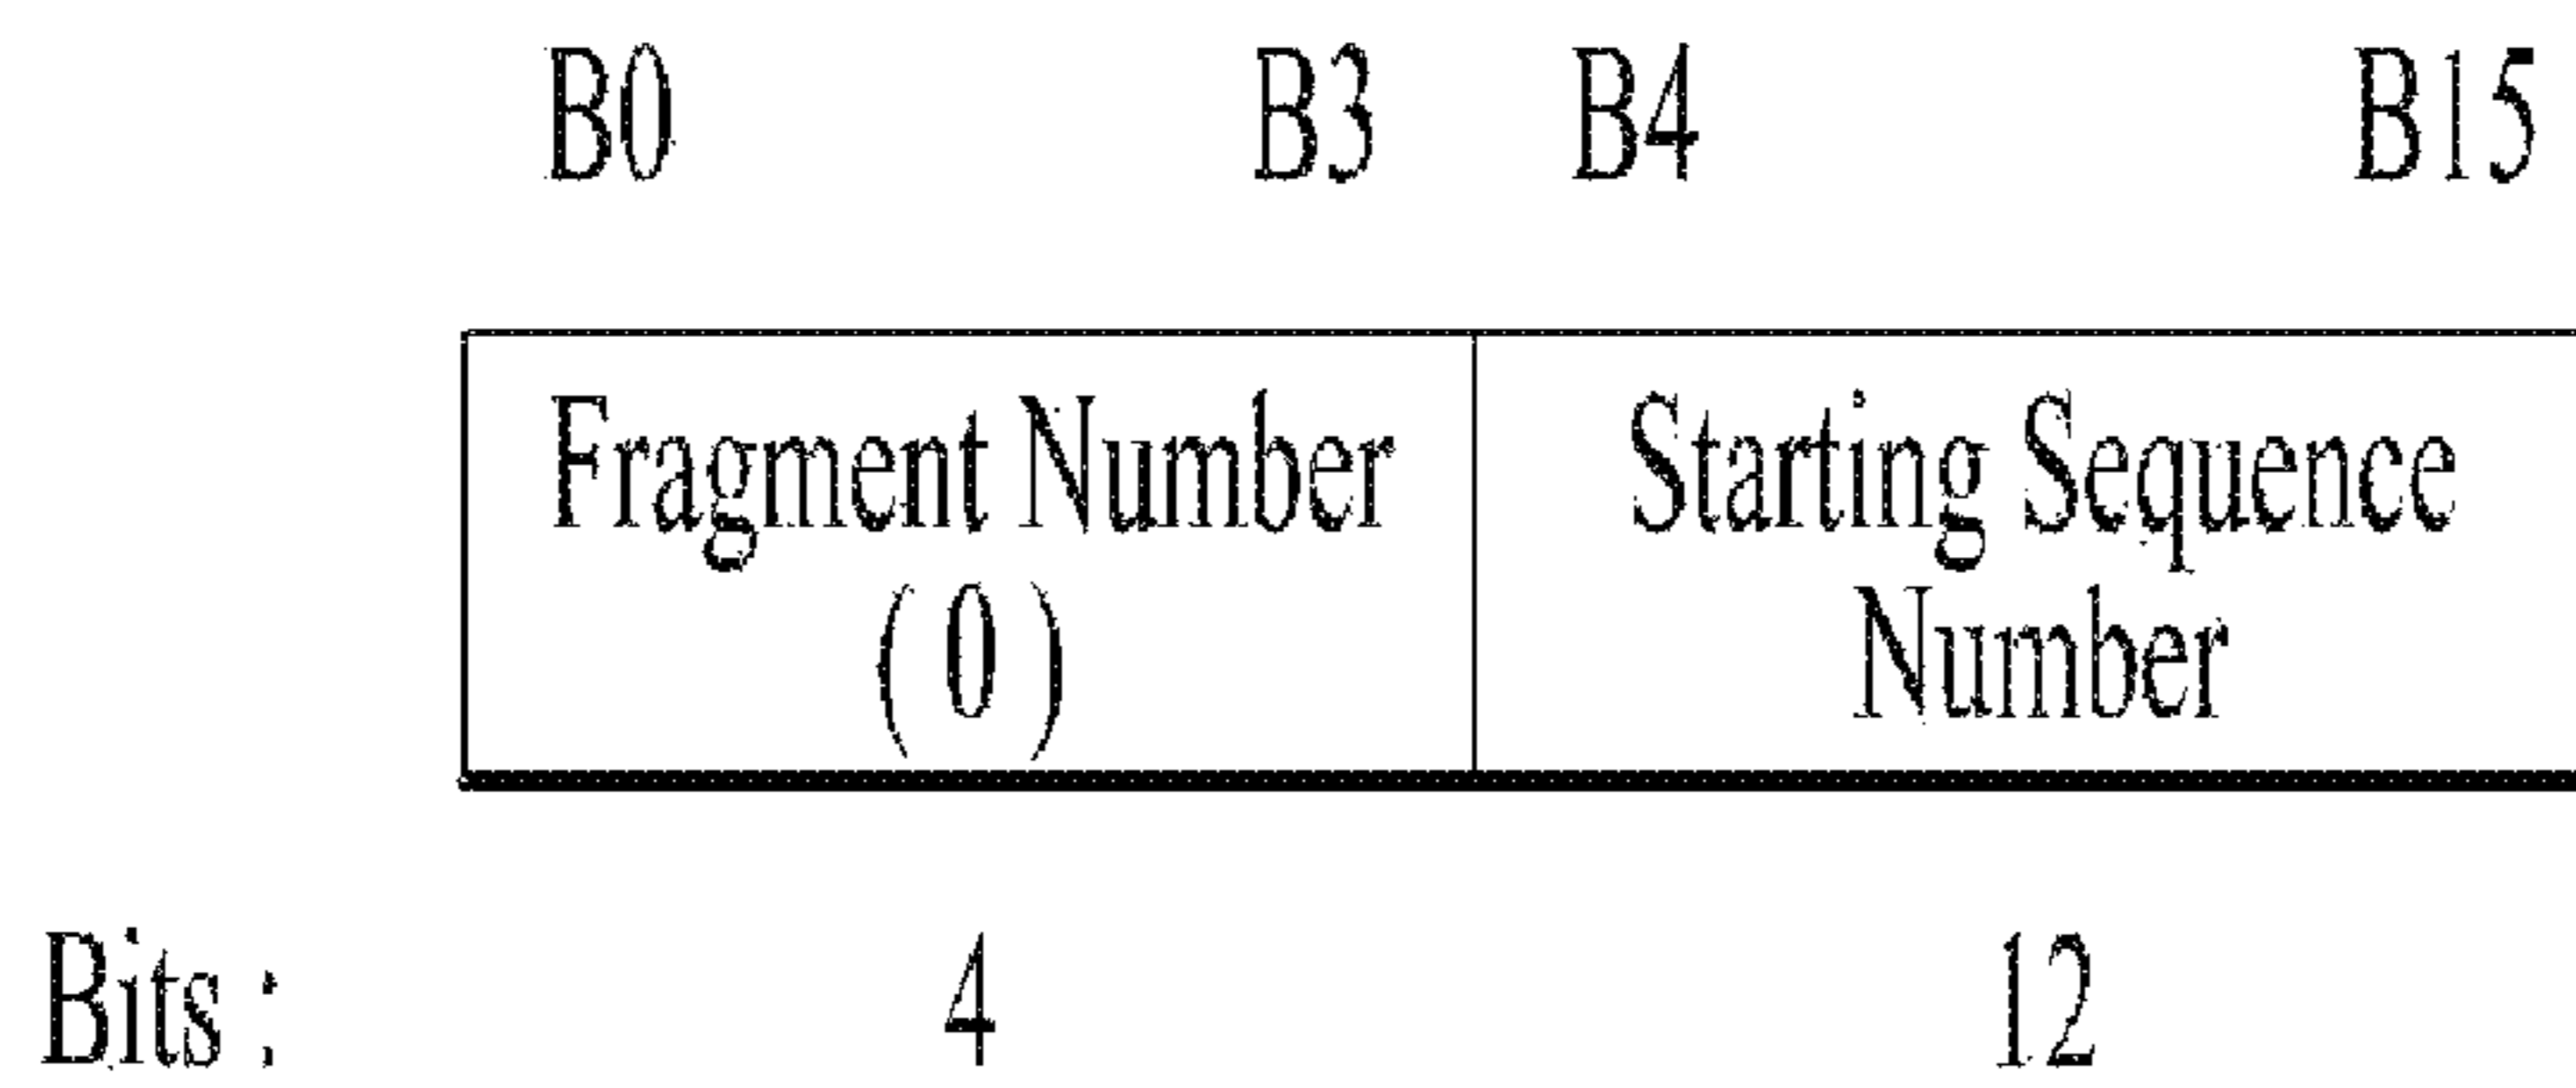 B0 B3 B4 B15
Fragment Number Starting Sequence
( 0 ) Number
Bits : 4 12